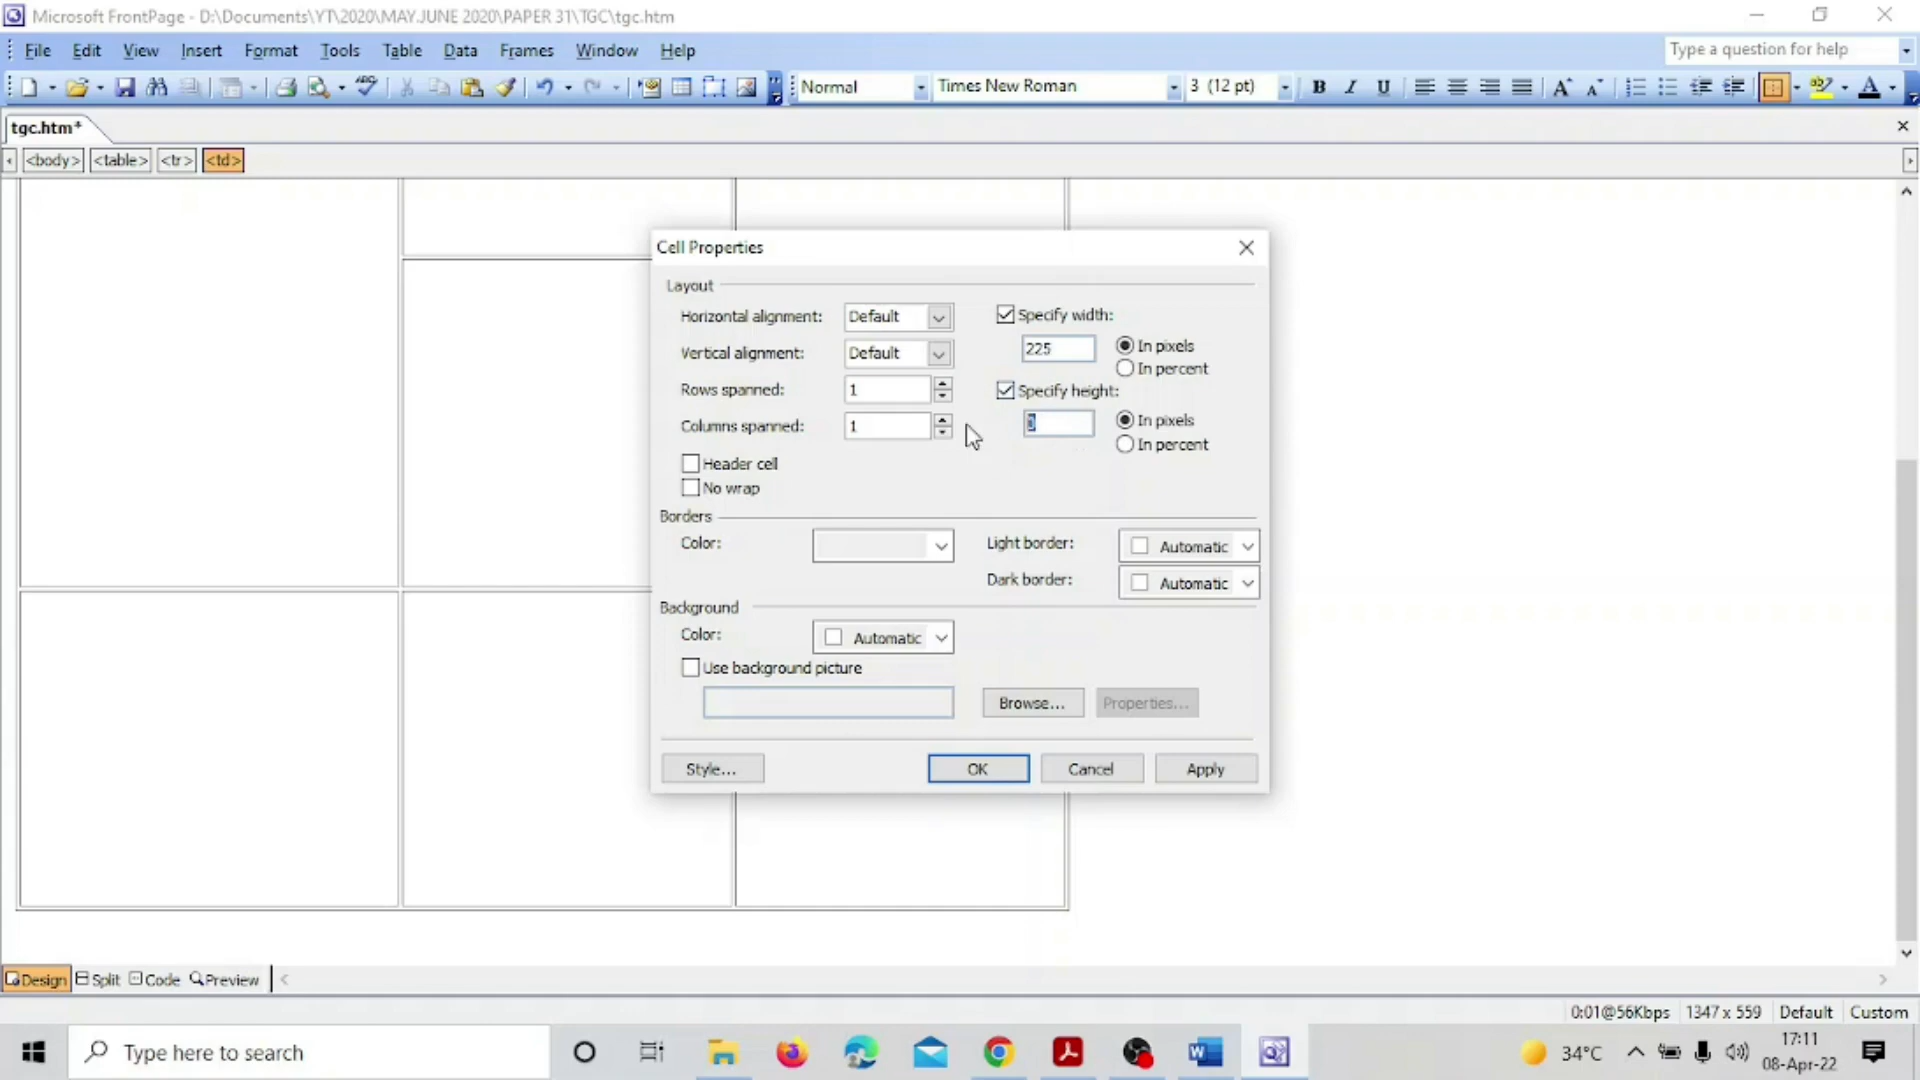 Microsoft FrontPage - D:\Documents\YT\2020\MAY.JUNE 2020\PAPER 31\TGC\tgc.htm
File Edit View Insert Format Tools Table Data Frames Window Help
Type a question for help
Normal Times New Roman 3 (12 pt) B I U A A A
tgc.htm*
<body> <table> <tr> <td>
Cell Properties
Layout
Horizontal alignment: Default
Specify width:
225 In pixels
In percent
Vertical alignment: Default
Rows spanned: 1
Specify height:
0 In pixels
In percent
Columns spanned: 1
Header cell
No wrap
Borders
Color:
Light border: Automatic
Dark border: Automatic
Background
Color: Automatic
Use background picture
Browse... Properties...
Style... OK Cancel Apply
Design Split Code Preview
0:01@56Kbps 1347 x 559 Default Custom
Type here to search
34°C
17:11
08-Apr-22